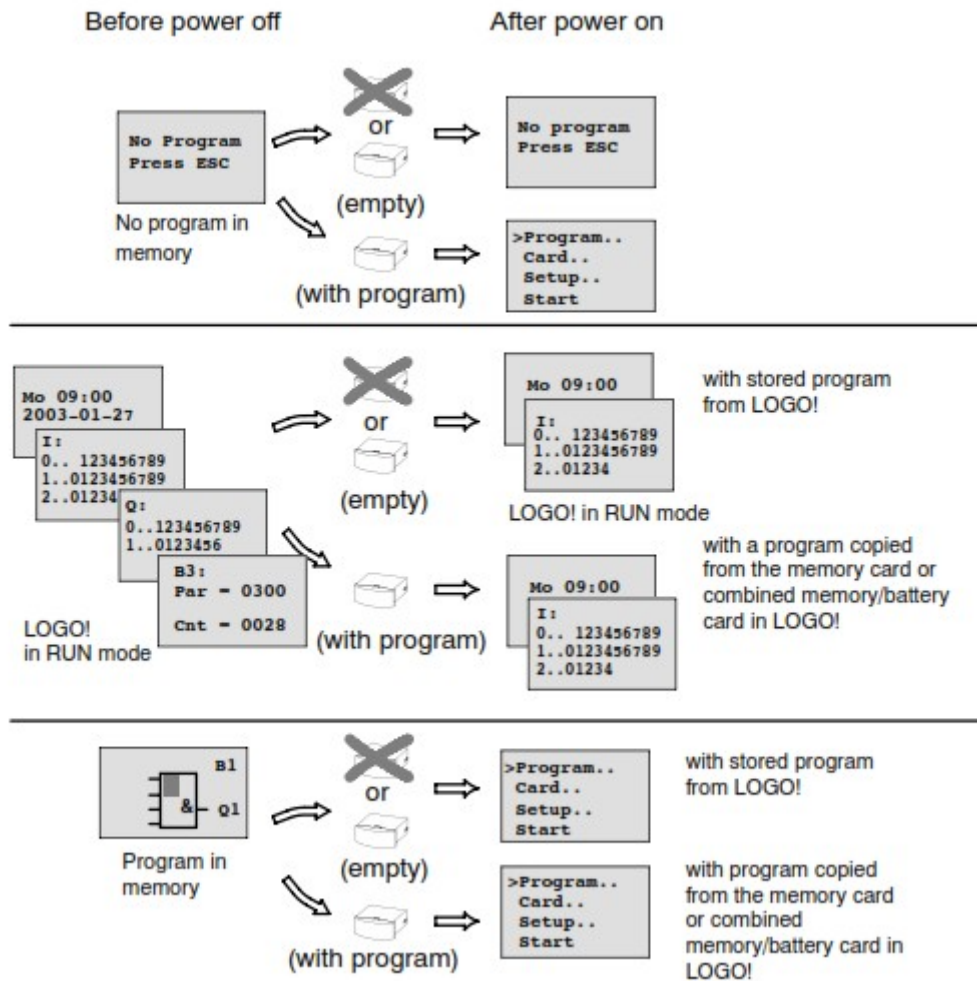 Before power off
After power on
No Program
Press ESC
No program in
memory
or
(empty)
(with program)
No program
Press ESC
>Program..
Card..
Setup..
Start
Mo 09:00
2003-01-27
I:
0.. 123456789
1..0123456789
2..01234
Q:
0..123456789
1..0123456
B3:
Par = 0300
Cnt = 0028
LOGO!
in RUN mode
or
(empty)
(with program)
Mo 09:00
I:
0.. 123456789
1..0123456789
2..01234
LOGO! in RUN mode
with stored program
from LOGO!
Mo 09:00
I:
0.. 123456789
1..0123456789
2..01234
with a program copied
from the memory card or
combined memory/battery
card in LOGO!
B1
&
Q1
Program in
memory
or
(empty)
(with program)
>Program..
Card..
Setup..
Start
with stored program
from LOGO!
>Program..
Card..
Setup..
Start
with program copied
from the memory card
or combined
memory/battery card in
LOGO!